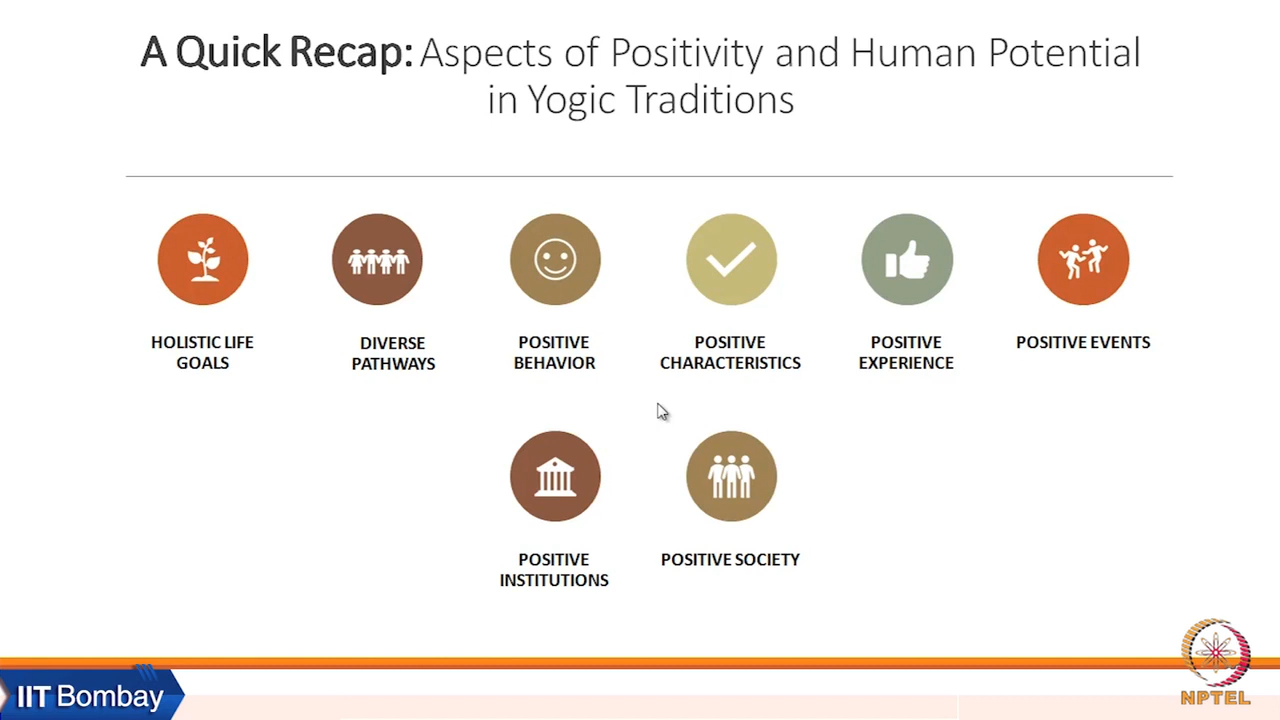 A Quick Recap: Aspects of Positivity and Human Potential
in Yogic Traditions
HOLISTIC LIFE
GOALS
DIVERSE
PATHWAYS
POSITIVE
BEHAVIOR
POSITIVE
CHARACTERISTICS
POSITIVE
EXPERIENCE
POSITIVE EVENTS
POSITIVE
INSTITUTIONS
POSITIVE SOCIETY
IIT Bombay
NPTEL